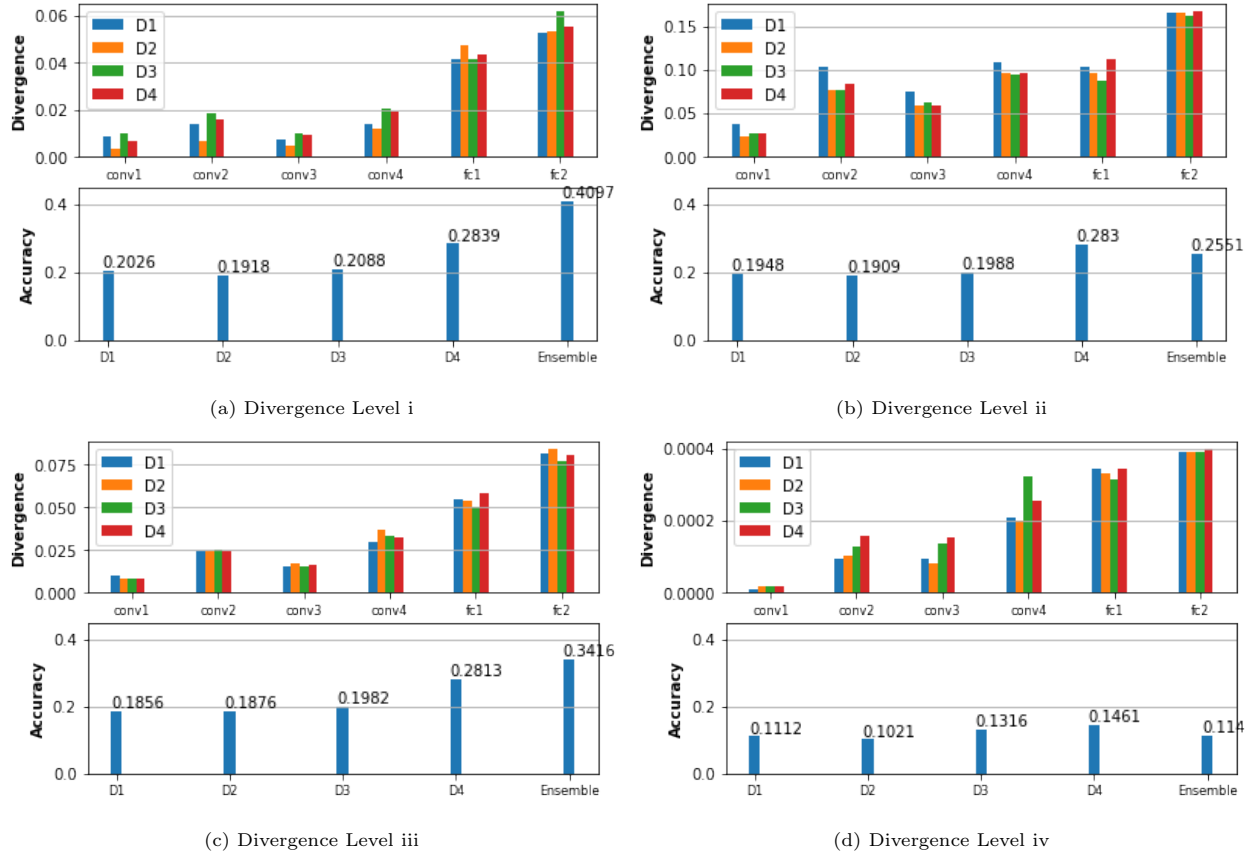 Divergence
0.06
0.04
0.02
0.00
D1
D2
D3
D4
conv1 conv2 conv3 conv4 fc1 fc2
Accuracy
0.4
0.2
0.0
0.2026 0.1918 0.2088 0.2839 0.4097
D1 D2 D3 D4 Ensemble
(a) Divergence Level i
Divergence
0.15
0.10
0.05
0.00
D1
D2
D3
D4
conv1 conv2 conv3 conv4 fc1 fc2
Accuracy
0.4
0.2
0.0
0.1948 0.1909 0.1988 0.283 0.2551
D1 D2 D3 D4 Ensemble
(b) Divergence Level ii
Divergence
0.075
0.050
0.025
0.000
D1
D2
D3
D4
conv1 conv2 conv3 conv4 fc1 fc2
Accuracy
0.4
0.2
0.0
0.1856 0.1876 0.1982 0.2813 0.3416
D1 D2 D3 D4 Ensemble
(c) Divergence Level iii
Divergence
0.0004
0.0002
0.0000
D1
D2
D3
D4
conv1 conv2 conv3 conv4 fc1 fc2
Accuracy
0.4
0.2
0.0
0.1112 0.1021 0.1316 0.1461 0.114
D1 D2 D3 D4 Ensemble
(d) Divergence Level iv